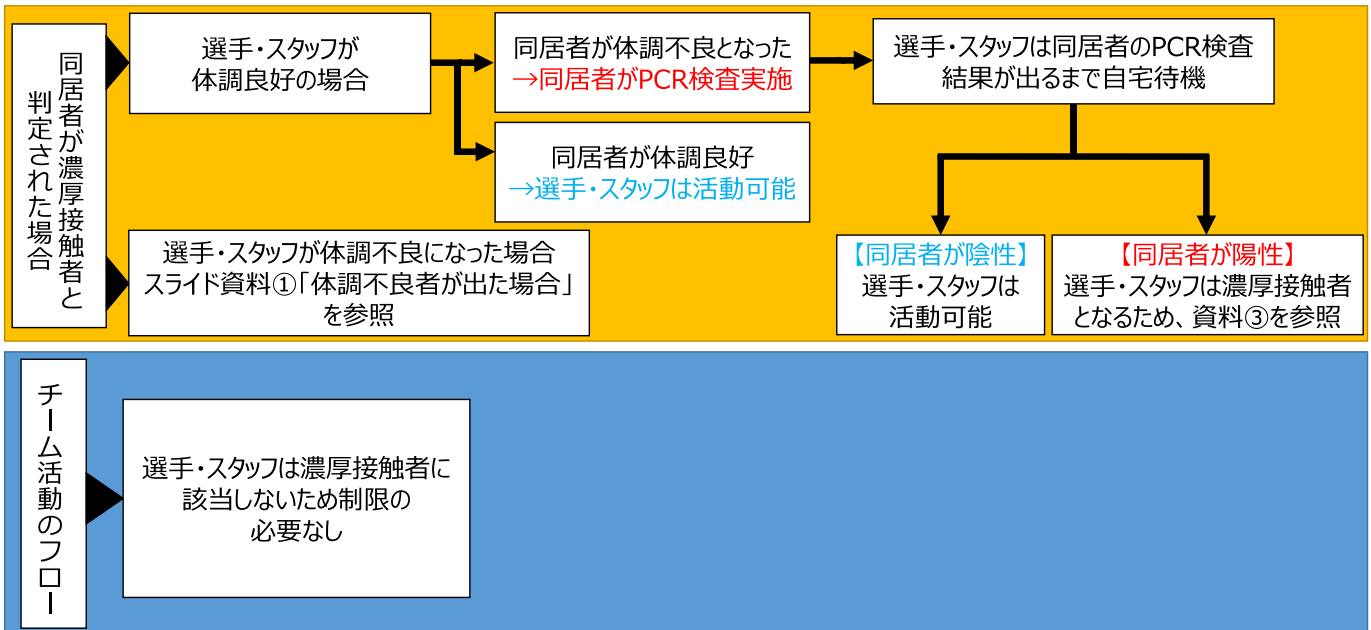 同居者が濃厚接触者と
判定された場合
選手・スタッフが
体調良好の場合
同居者が体調不良となった
→同居者がPCR検査実施
選手・スタッフは同居者のPCR検査
結果が出るまで自宅待機
同居者が体調良好
→選手・スタッフは活動可能
選手・スタッフが体調不良になった場合
スライド資料①「体調不良者が出た場合」
を参照
【同居者が陰性】
選手・スタッフは
活動可能
【同居者が陽性】
選手・スタッフは濃厚接触者
となるため、資料③を参照
チーム活動のフロー
選手・スタッフは濃厚接触者に
該当しないため制限の
必要なし